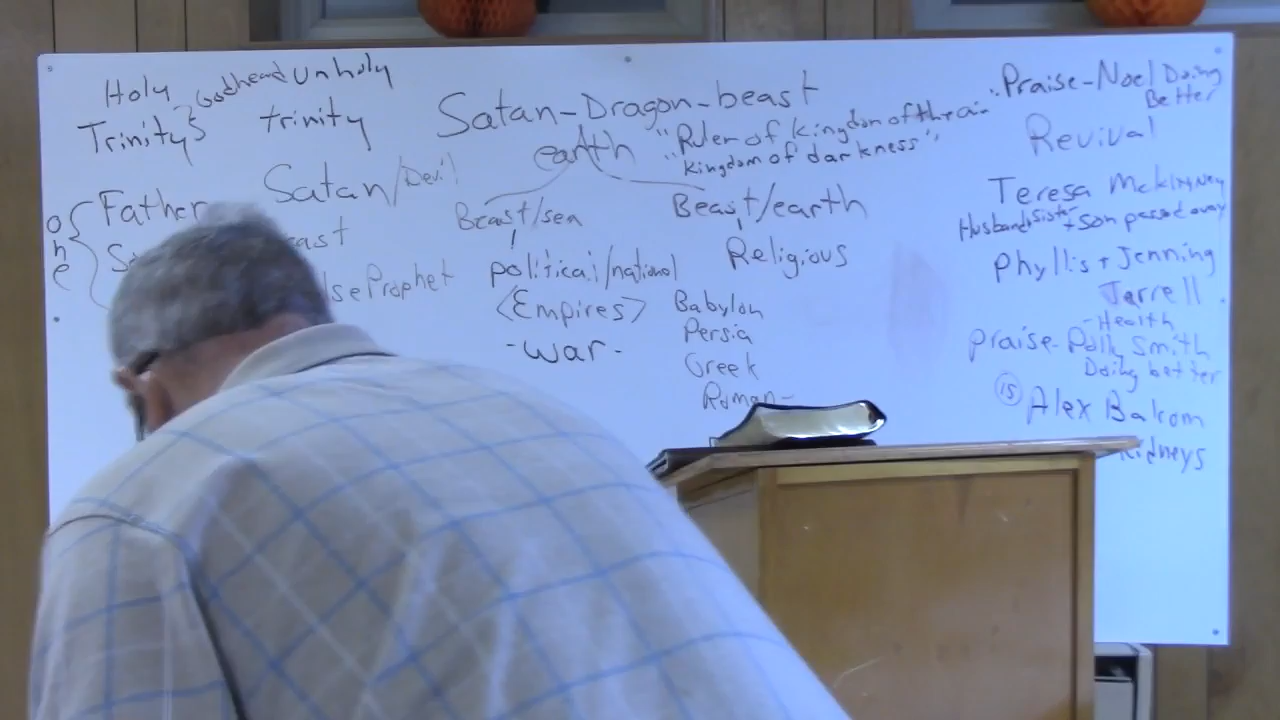 Holy
Trinity
Godhead
Unholy
trinity
one
Father
Satan/Devil
Prophet
Satan-Dragon-beast
earth
"Ruler of kingdom of the air
"kingdom of darkness"
Beast/sea
political/national
<Empires>
-war-
Beast/earth
Religious
Babylon
Persia
Greek
Roman-
Praise-Noel Doing
Better
Revival
Teresa McKinney
Husband Sister + Son passed away
Phyllis + Jenning
Jarrell
-Health
praise-Polly Smith
Doing better
15 Alex Balcom
Kidneys